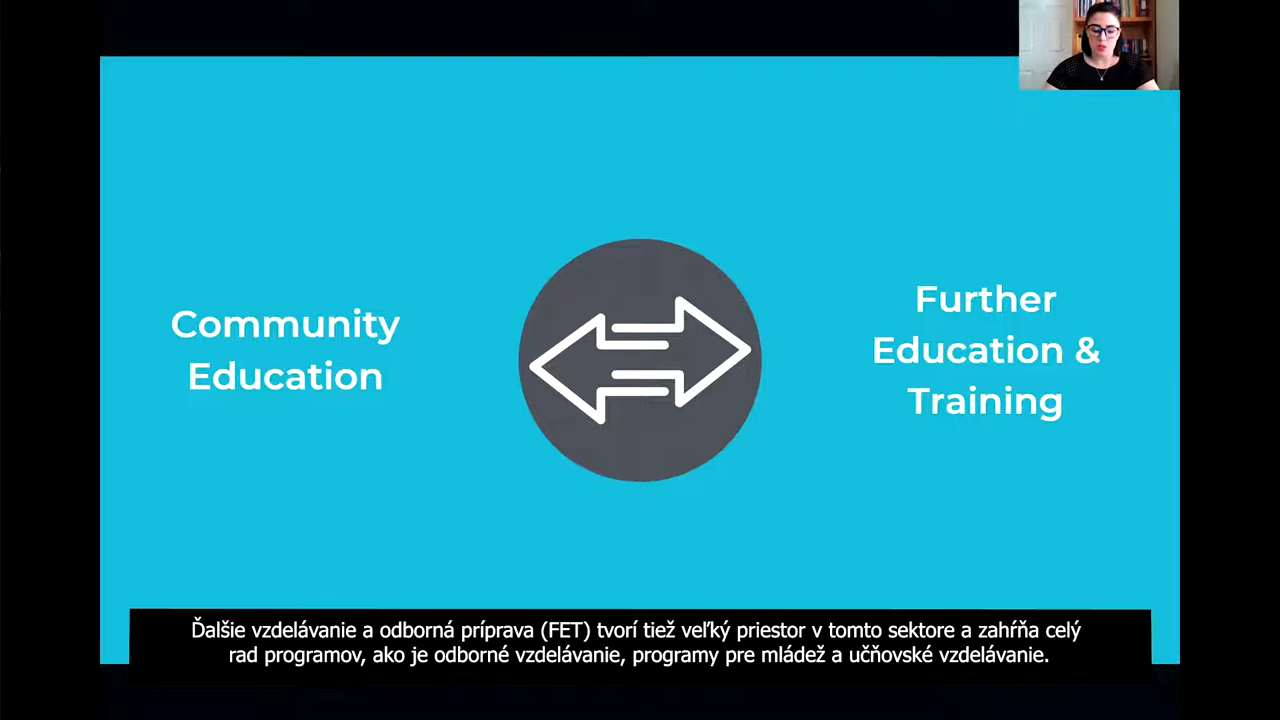 Community
Education
Further
Education &
Training
Ďalšie vzdelávanie a odborná príprava (FET) tvorí tiež veľký priestor v tomto sektore a zahŕňa celý
rad programov, ako je odborné vzdelávanie, programy pre mládež a učňovské vzdelávanie.